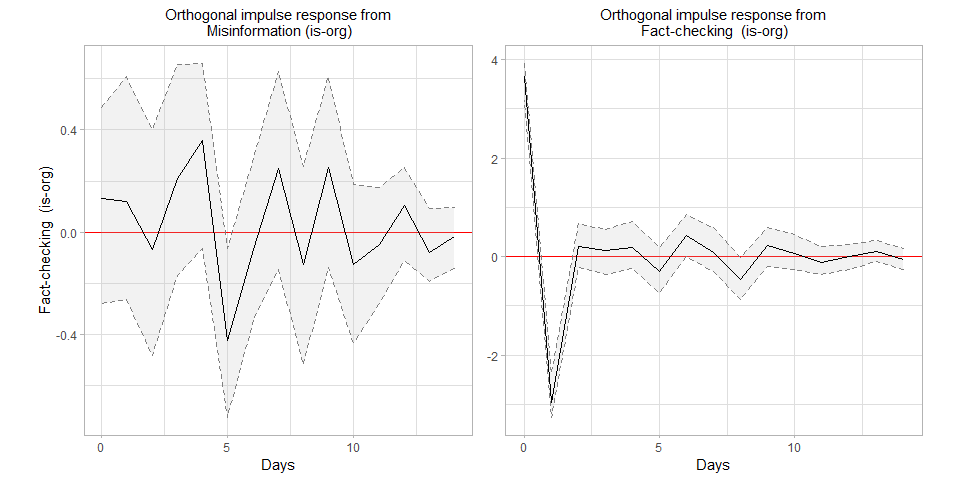 Orthogonal impulse response from
Misinformation (is-org)
Fact-checking (is-org)
0.4
0.0
-0.4
0
5
10
Days
Orthogonal impulse response from
Fact-checking (is-org)
4
2
0
-2
0
5
10
Days